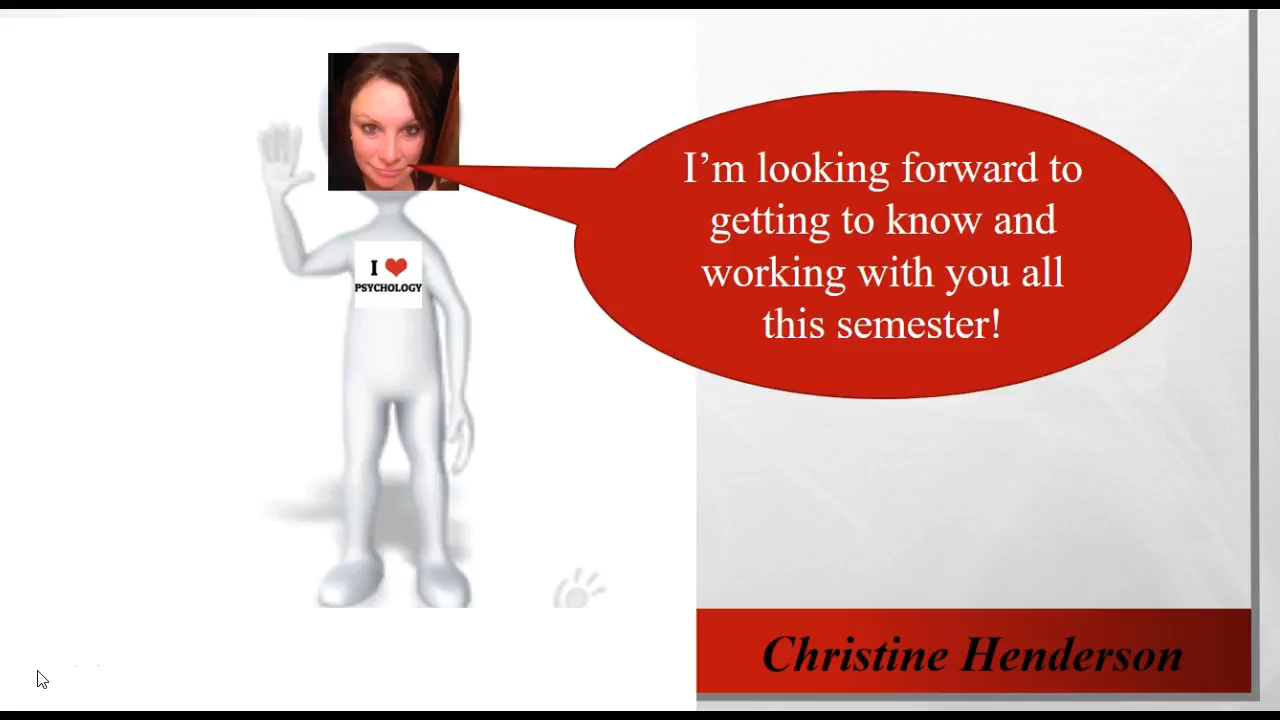 I’m looking forward to
getting to know and
working with you all
this semester!
I ❤
PSYCHOLOGY
Christine Henderson